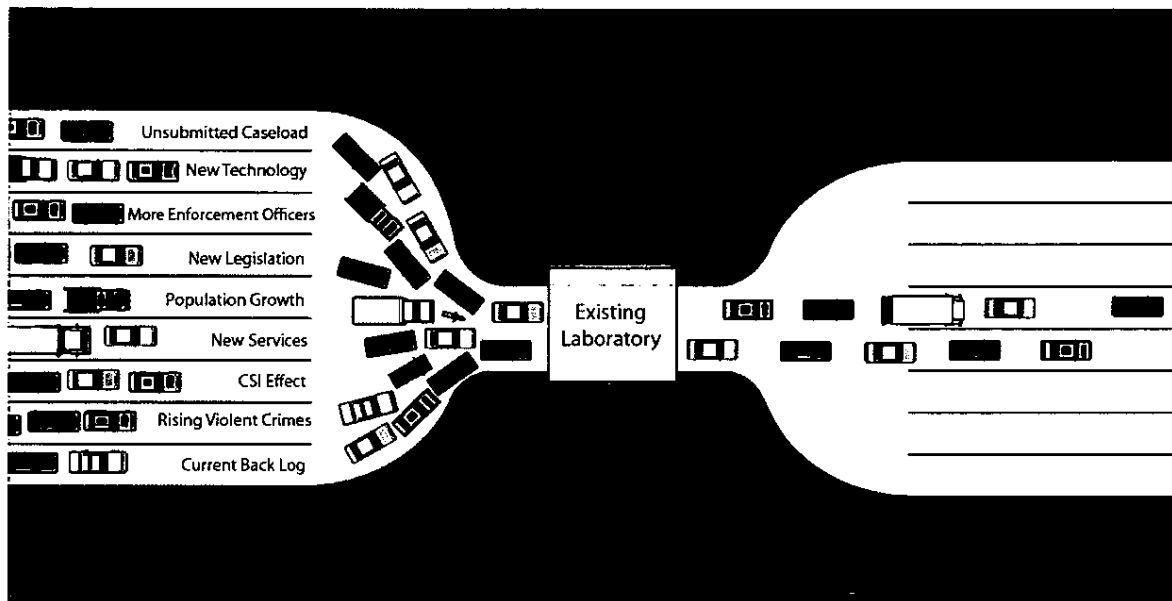 Unsubmitted Caseload
New Technology
More Enforcement Officers
New Legislation
Population Growth
New Services
CSI Effect
Rising Violent Crimes
Current Back Log
Existing
Laboratory